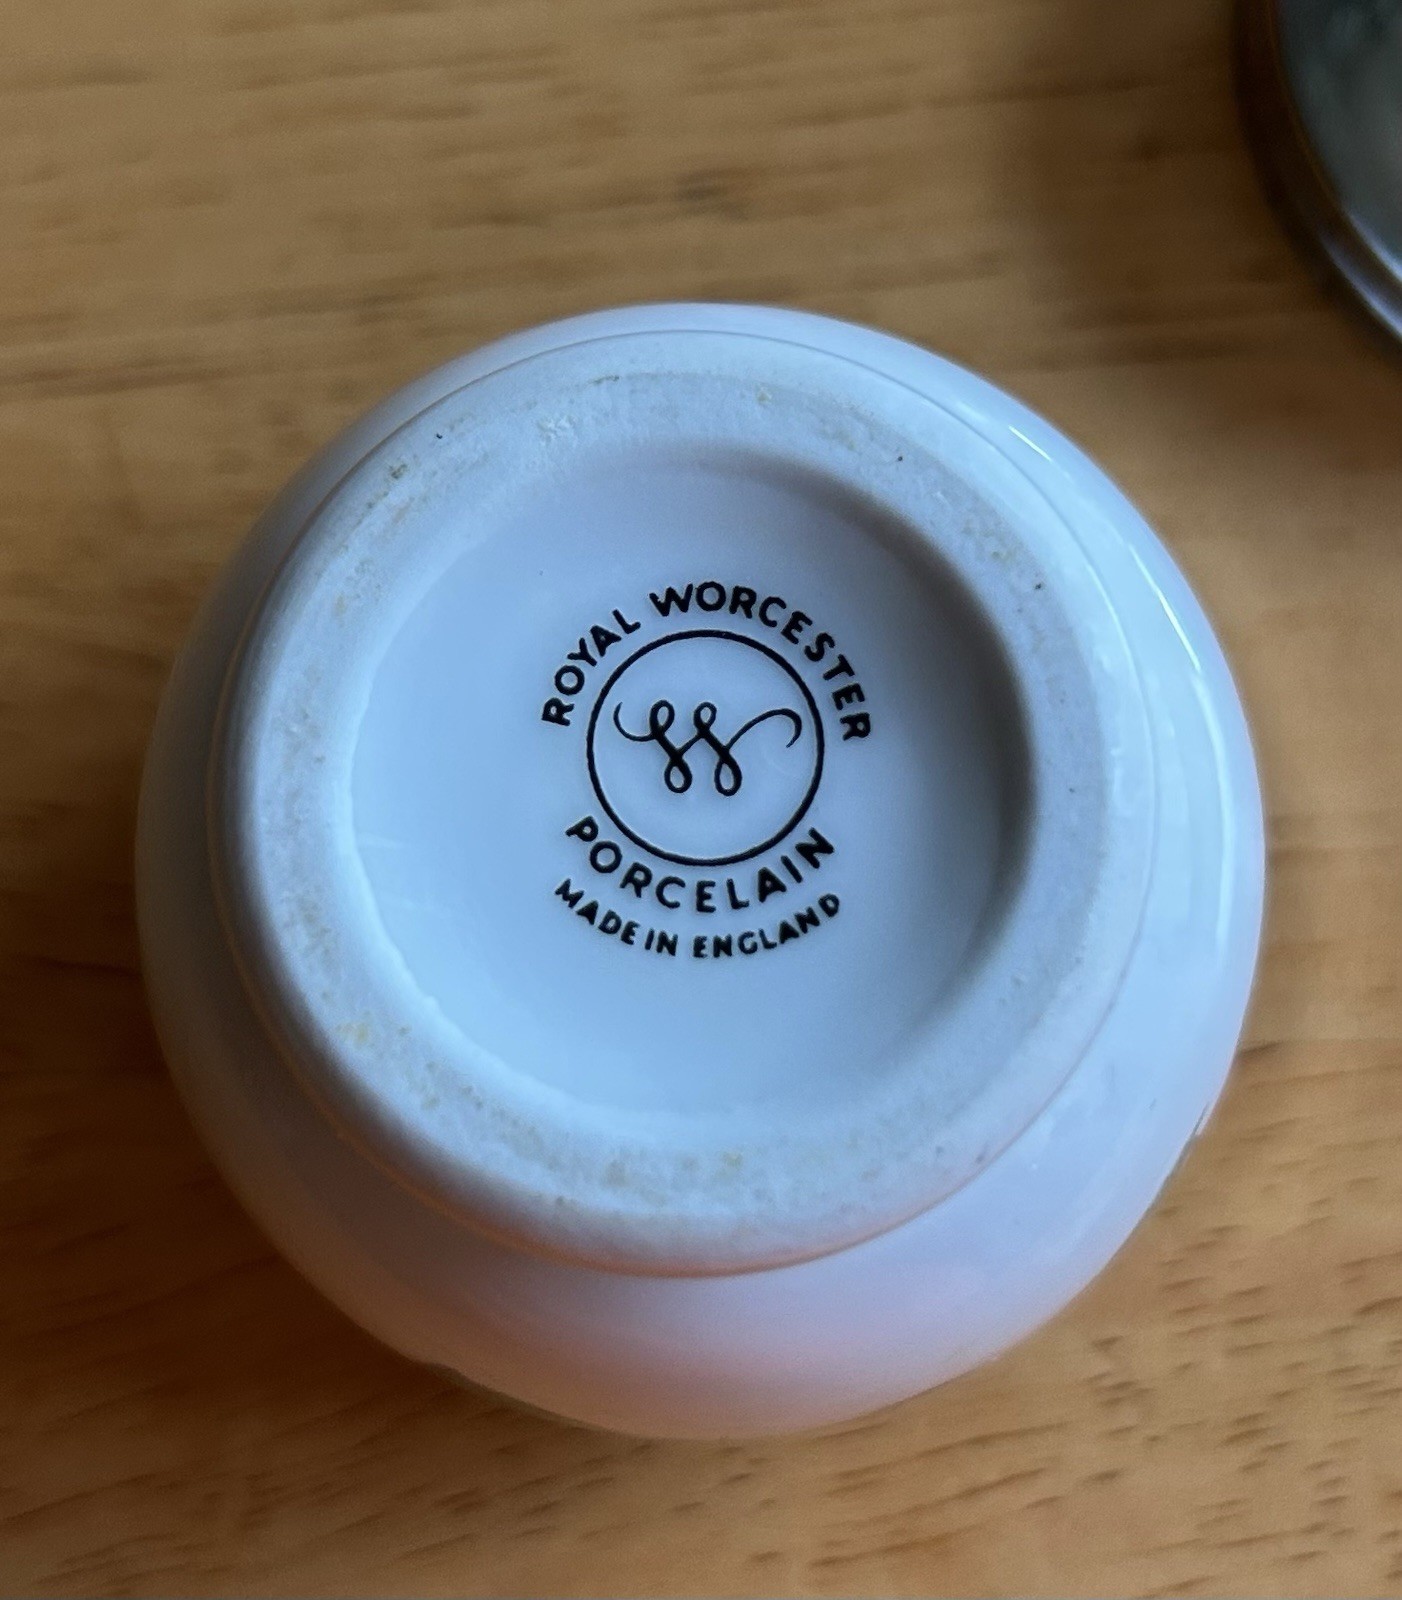 ROYAL WORCESTER
W
PORCELAIN
MADE IN ENGLAND